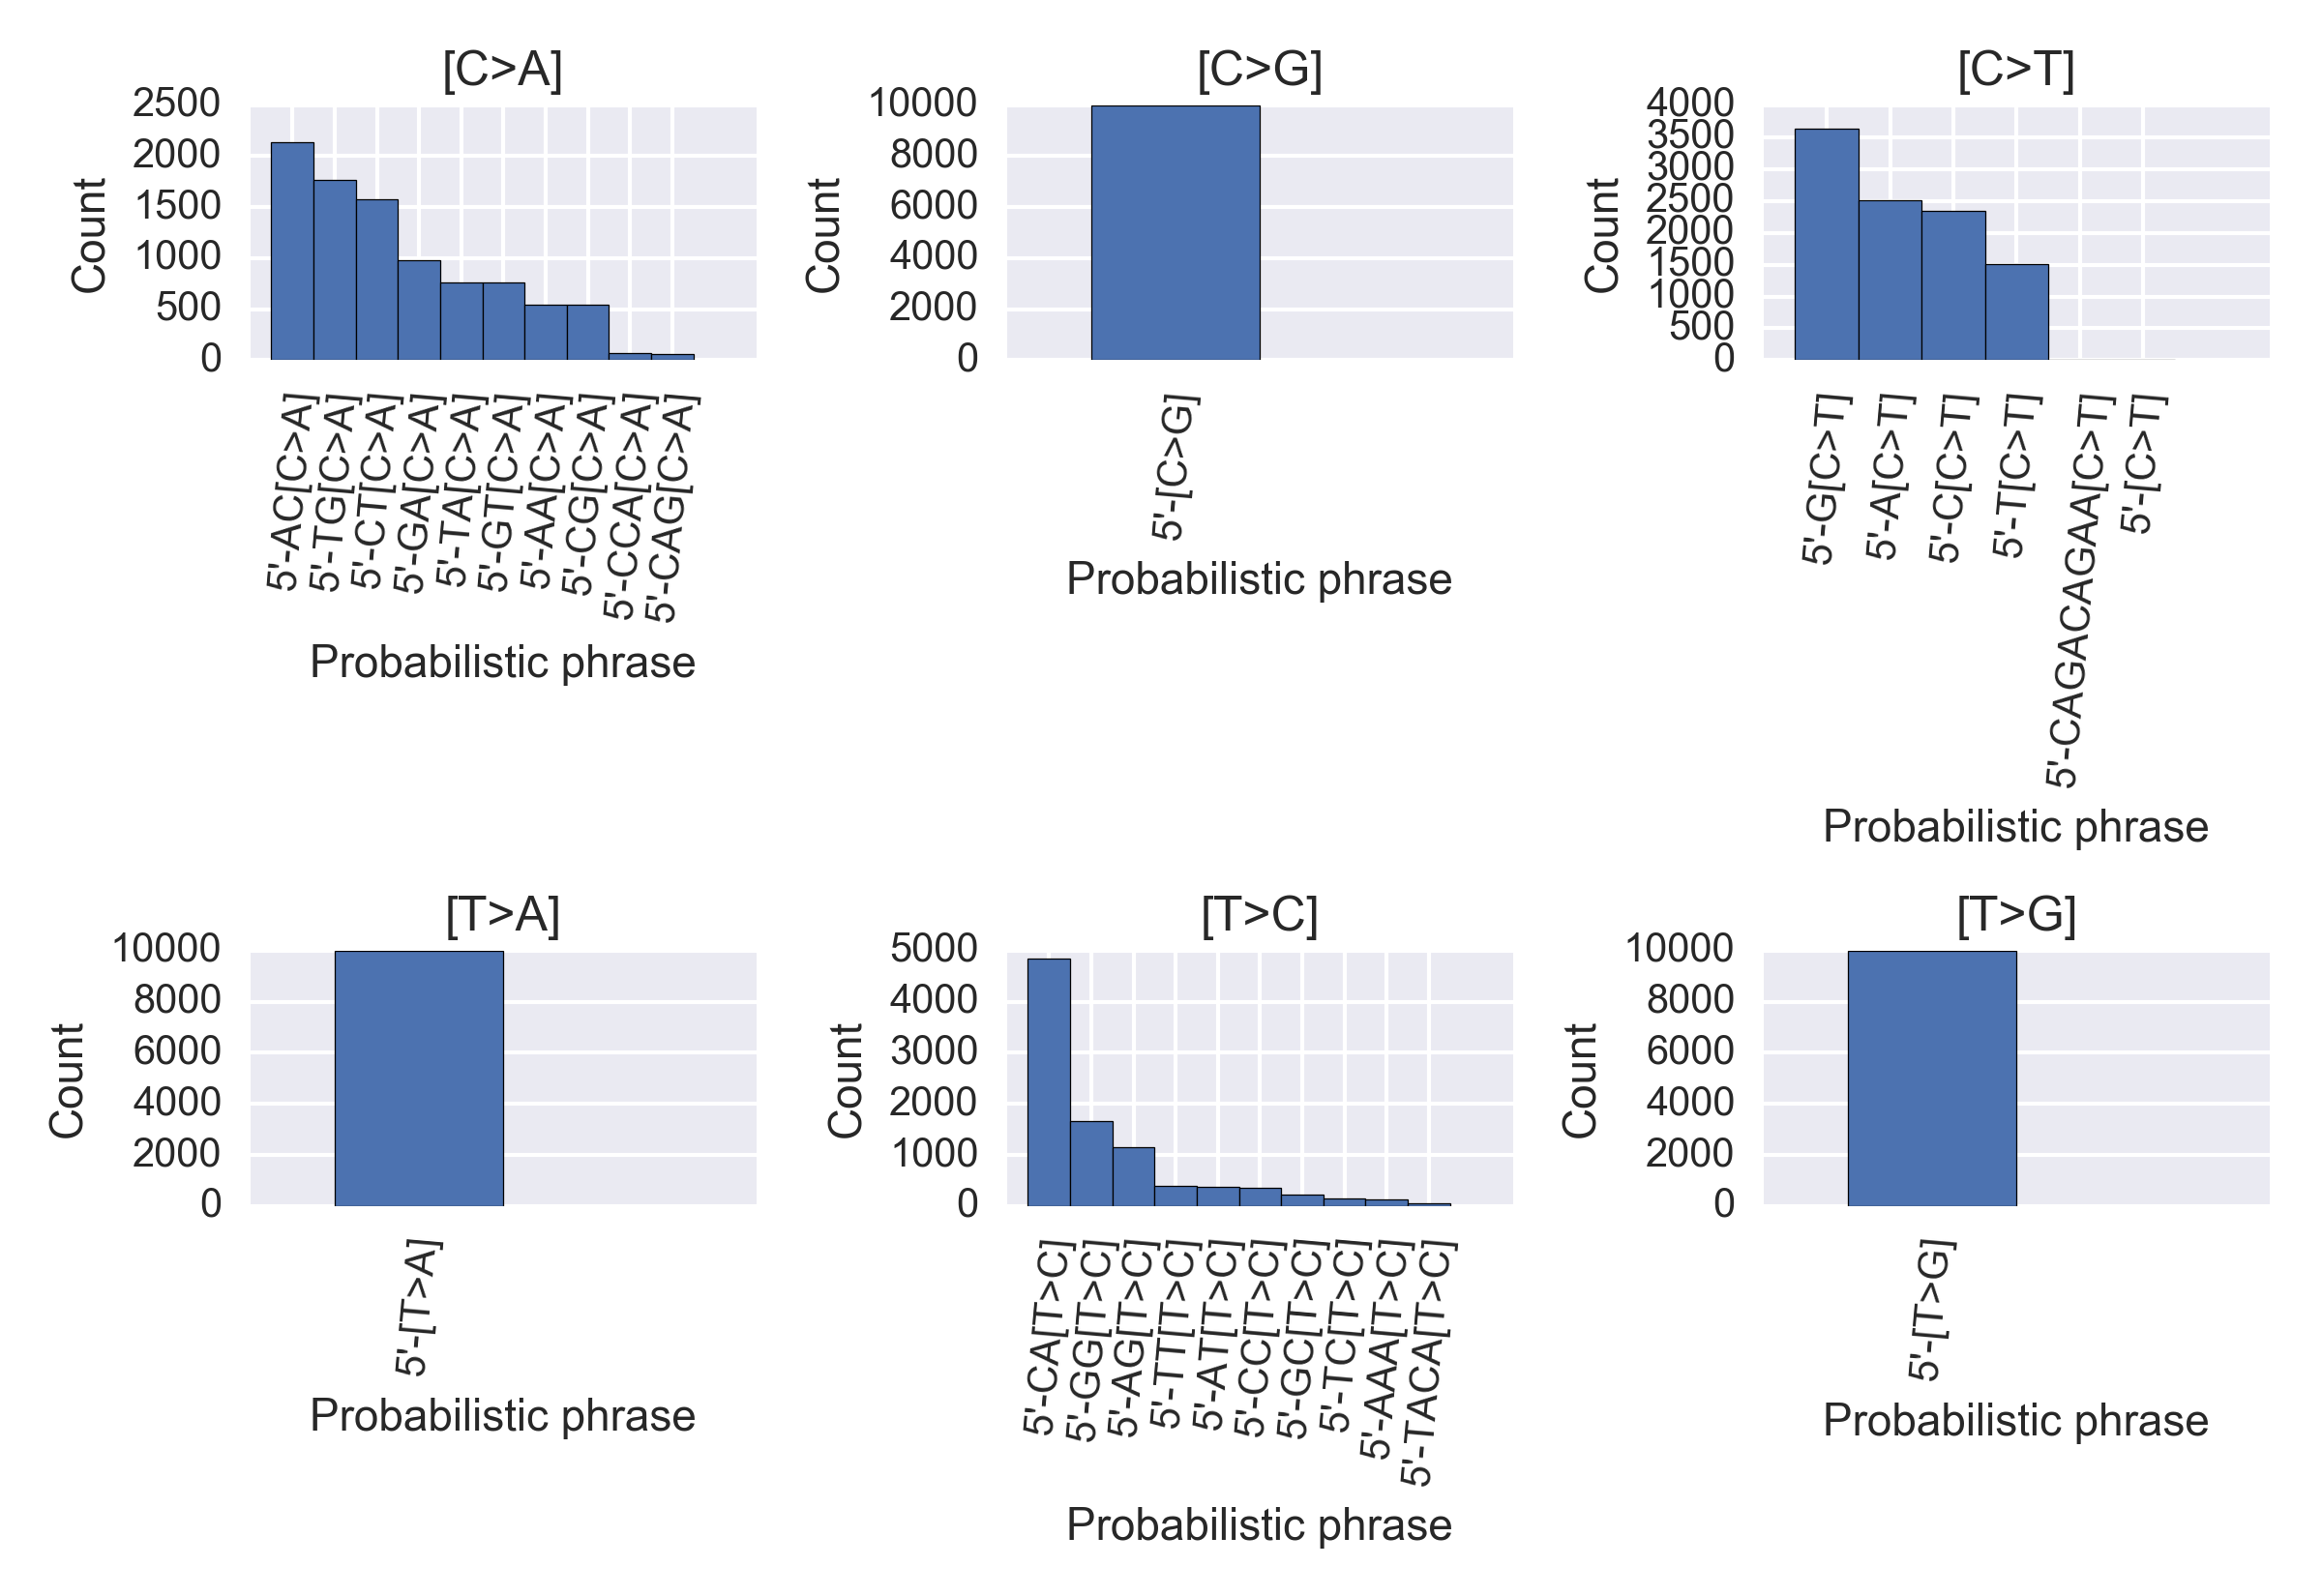 [C>A]
2500
2000
1500
1000
500
0
Count
5'-AC[C>A]
5'-TG[C>A]
5'-CT[C>A]
5'-GA[C>A]
5'-TA[C>A]
5'-GT[C>A]
5'-AA[C>A]
5'-CG[C>A]
5'-CCA[C>A]
5'-CAG[C>A]
Probabilistic phrase
[C>G]
10000
8000
6000
4000
2000
0
Count
5'-[C>G]
Probabilistic phrase
[C>T]
4000
3500
3000
2500
2000
1500
1000
500
0
Count
5'-G[C>T]
5'-A[C>T]
5'-C[C>T]
5'-T[C>T]
5'-CAGACAGAA[C>T]
5'-[C>T]
Probabilistic phrase
[T>A]
10000
8000
6000
4000
2000
0
Count
5'-[T>A]
Probabilistic phrase
[T>C]
5000
4000
3000
2000
1000
0
Count
5'-CA[T>C]
5'-GG[T>C]
5'-AG[T>C]
5'-TT[T>C]
5'-AT[T>C]
5'-CC[T>C]
5'-GC[T>C]
5'-TC[T>C]
5'-AAA[T>C]
5'-TACA[T>C]
Probabilistic phrase
[T>G]
10000
8000
6000
4000
2000
0
Count
5'-[T>G]
Probabilistic phrase